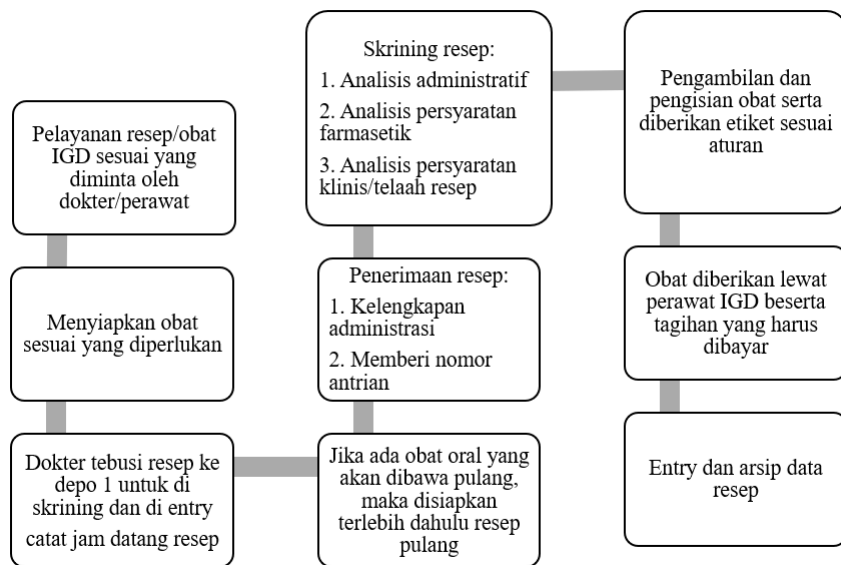 Pelayanan resep/obat
IGD sesuai yang
diminta oleh
dokter/perawat
Menyiapkan obat
sesuai yang diperlukan
Dokter tebusi resep ke
depo 1 untuk di
skrining dan di entry
catat jam datang resep
Jika ada obat oral yang
akan dibawa pulang,
maka disiapkan
terlebih dahulu resep
pulang
Penerimaan resep:
1. Kelengkapan
administrasi
2. Memberi nomor
antrian
Skrining resep:
1. Analisis administratif
2. Analisis persyaratan
farmasetik
3. Analisis persyaratan
klinis/telaah resep
Pengambilan dan
pengisian obat serta
diberikan etiket sesuai
aturan
Obat diberikan lewat
perawat IGD beserta
tagihan yang harus
dibayar
Entry dan arsip data
resep